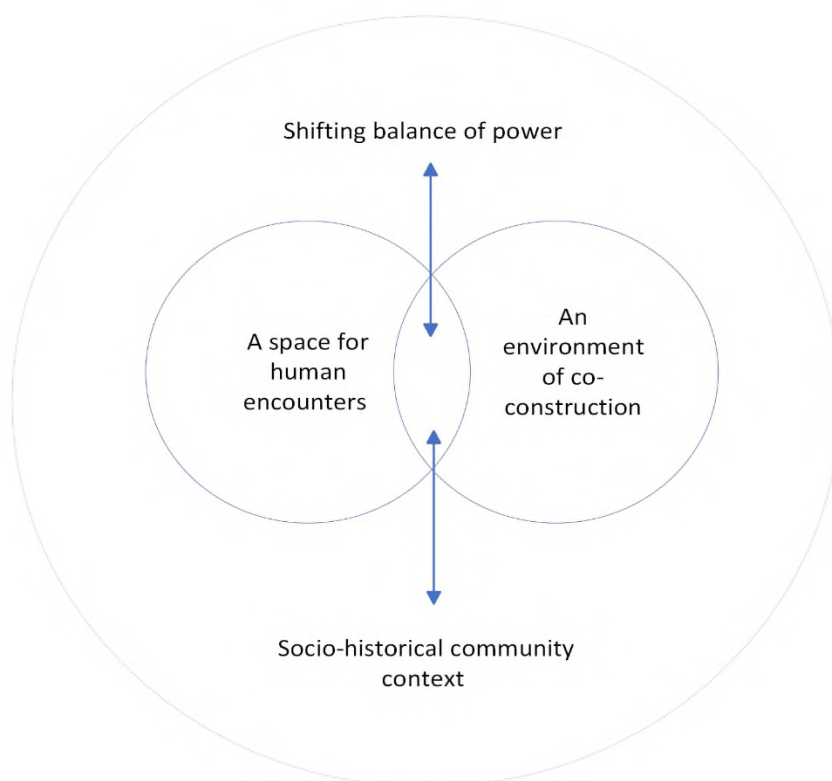 Shifting balance of power
A space for
human
encounters
An
environment
of co-
construction
Socio-historical community
context